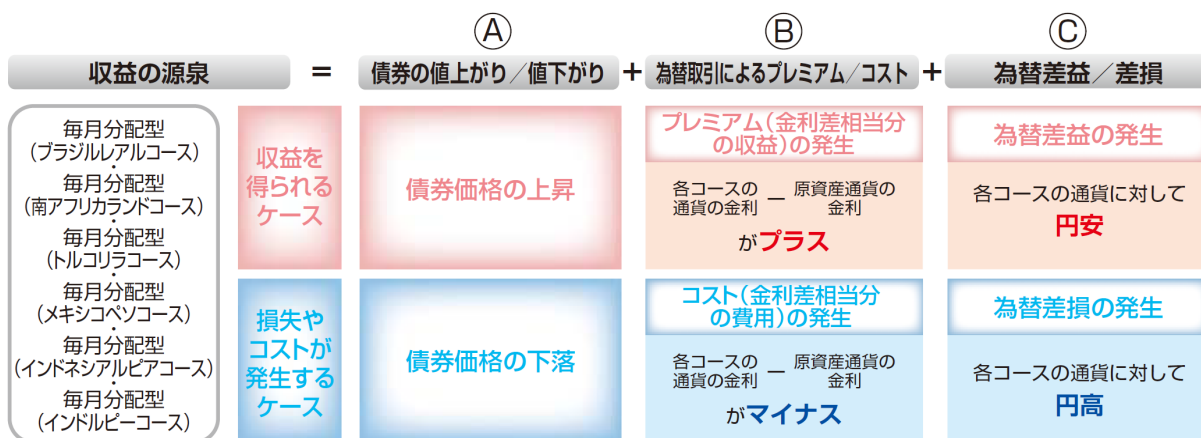 Ⓐ
Ⓑ
Ⓒ
収益の源泉 = 債券の値上がり/値下がり + 為替取引によるプレミアム/コスト + 為替差益/差損
毎月分配型
(ブラジルレアルコース)
・
毎月分配型
(南アフリカランドコース)
・
毎月分配型
(トルコリラコース)
・
毎月分配型
(メキシコペソコース)
・
毎月分配型
(インドネシアルピアコース)
・
毎月分配型
(インドルピーコース)
収益を
得られる
ケース
債券価格の上昇
プレミアム(金利差相当分
の収益)の発生
各コースの
通貨の金利
ー
原資産通貨の
金利
がプラス
為替差益の発生
各コースの通貨に対して
円安
損失や
コストが
発生する
ケース
債券価格の下落
コスト(金利差相当分
の費用)の発生
各コースの
通貨の金利
ー
原資産通貨の
金利
がマイナス
為替差損の発生
各コースの通貨に対して
円高